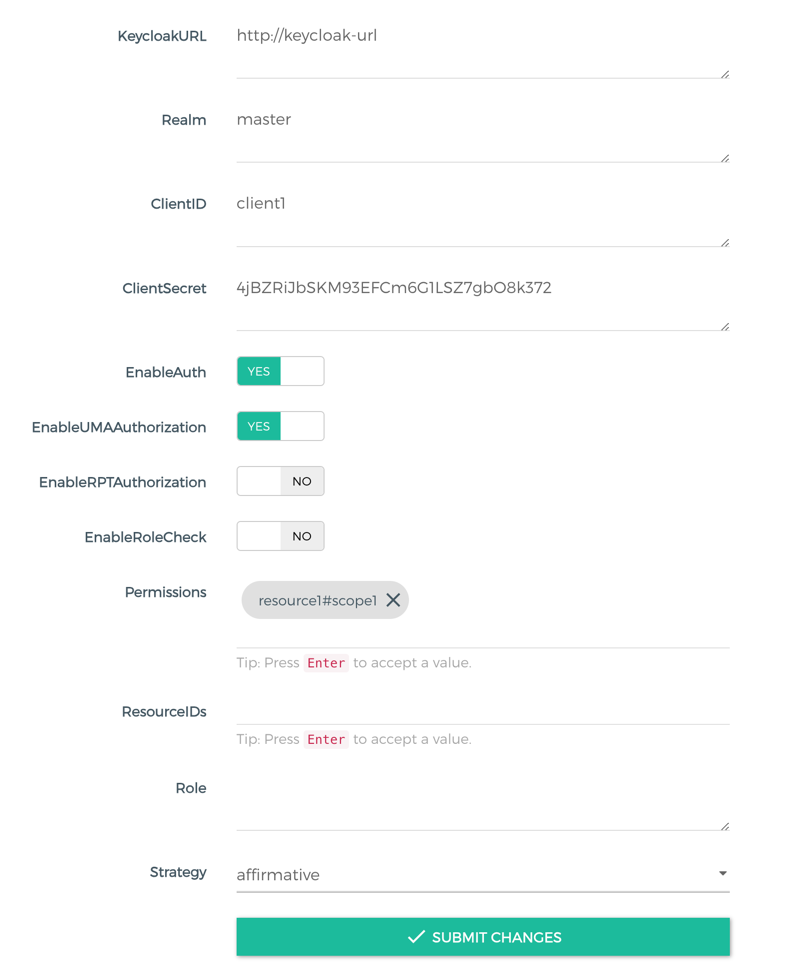 KeycloakURL
http://keycloak-url
Realm
master
ClientID
client1
ClientSecret
4jBZRiJbSKM93EFCm6G1LSZ7gbO8k372
EnableAuth
YES
EnableUMAAuthorization
YES
EnableRPTAuthorization
NO
EnableRoleCheck
NO
Permissions
resource1#scope1
Tip: Press Enter to accept a value.
ResourceIDs
Tip: Press Enter to accept a value.
Role
Strategy
affirmative
SUBMIT CHANGES